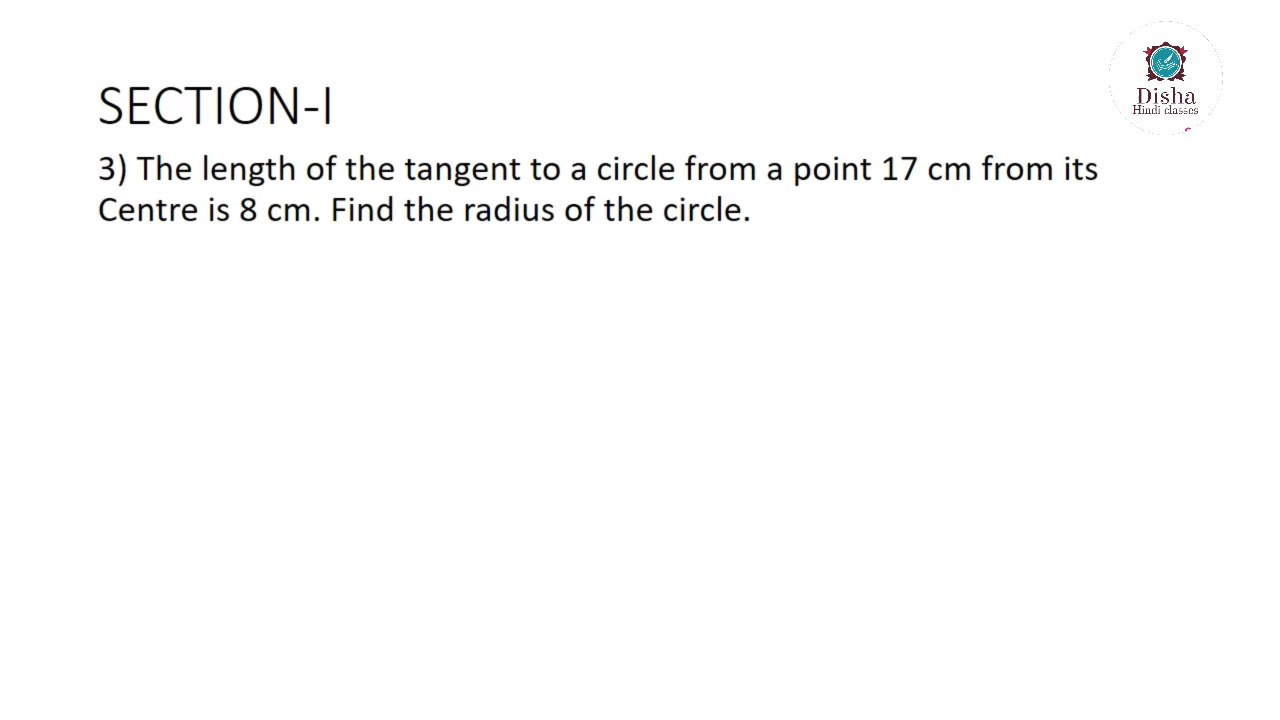 SECTION-I
3) The length of the tangent to a circle from a point 17 cm from its
Centre is 8 cm. Find the radius of the circle.
Disha
Hindi classes